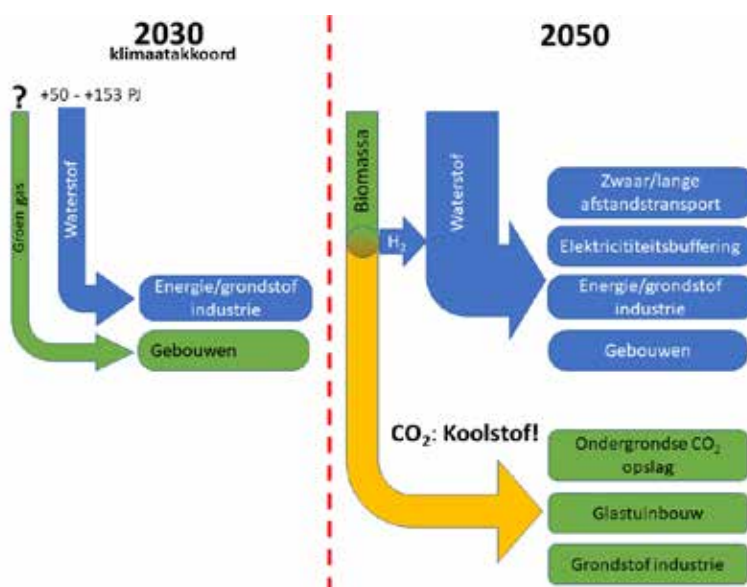 2030
klimaatakkoord
?
+50 - +153 PJ
Groen gas
Waterstof
Energie/grondstof
industrie
Gebouwen
2050
Biomassa
H₂
Waterstof
Zwaar/lange
afstandstransport
Elektricititeitsbuffering
Energie/grondstof
industrie
Gebouwen
CO₂: Koolstof!
Ondergrondse CO₂
opslag
Glastuinbouw
Grondstof industrie